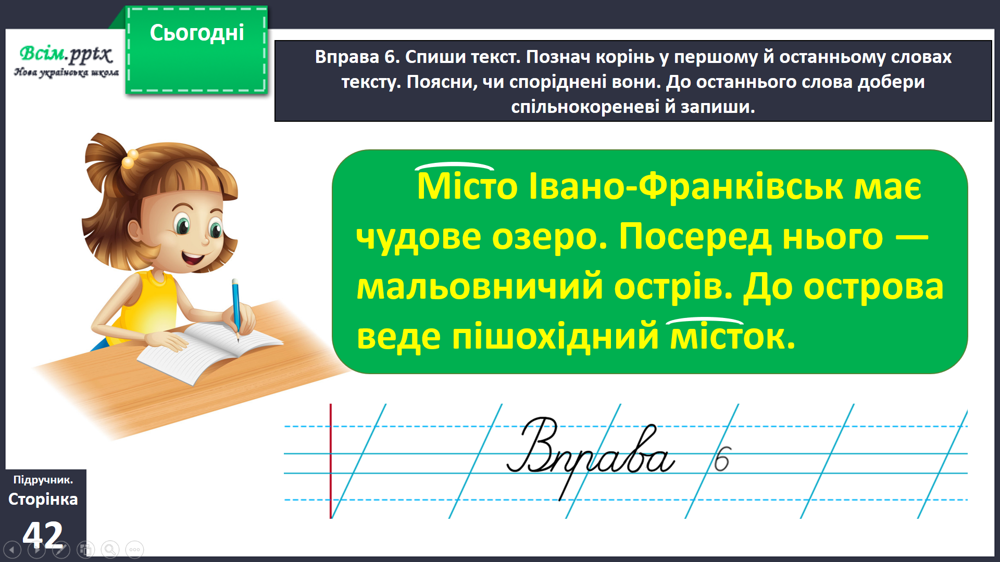 Сьогодні
Всім.pptx
Нова українська школа
Вправа 6. Спиши текст. Познач корінь у першому й останньому словах
тексту. Поясни, чи споріднені вони. До останнього слова добери
спільнокореневі й запиши.
Місто Івано-Франківськ має
чудове озеро. Посеред нього —
мальовничий острів. До острова
веде пішохідний місток.
Вправа 6
Підручник.
Сторінка
42